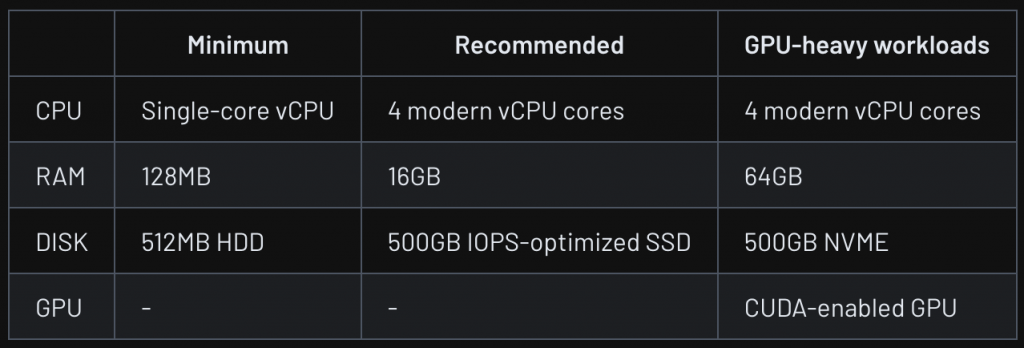 Minimum Recommended GPU-heavy workloads
CPU Single-core vCPU 4 modern vCPU cores 4 modern vCPU cores
RAM 128MB 16GB 64GB
DISK 512MB HDD 500GB IOPS-optimized SSD 500GB NVME
GPU - - CUDA-enabled GPU